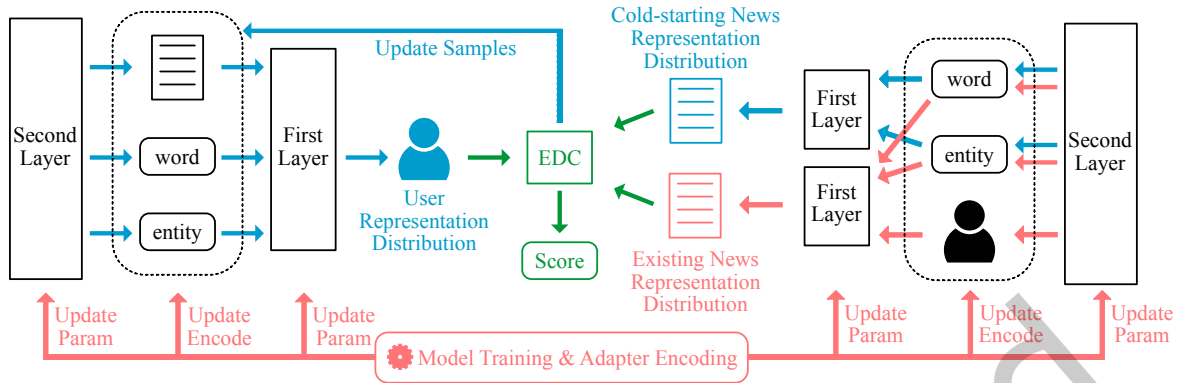 Second
Layer
word
entity
Update Samples
First
Layer
User
Representation
Distribution
EDC
Score
Cold-starting News
Representation
Distribution
Existing News
Representation
Distribution
First
Layer
First
Layer
word
entity
Second
Layer
Update
Param
Update
Encode
Update
Param
Model Training & Adapter Encoding
Update
Param
Update
Encode
Update
Param